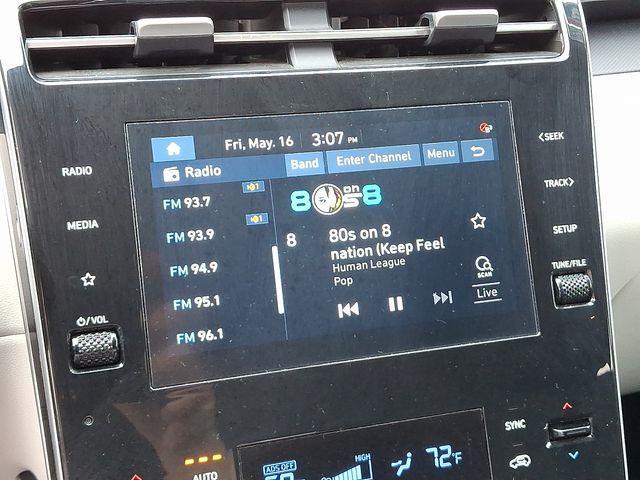 Fri, May. 16 3:07 PM
Radio Band Enter Channel Menu
FM 93.7
FM 93.9
FM 94.9
FM 95.1
FM 96.1
8 on 8
8 80s on 8
nation (Keep Feel
Human League
Pop
SCAN
Live
RADIO
MEDIA
VOL
<SEEK
TRACK>
SETUP
TUNE/FILE
SYNC
AUTO
ADS OFF
HIGH
72°F